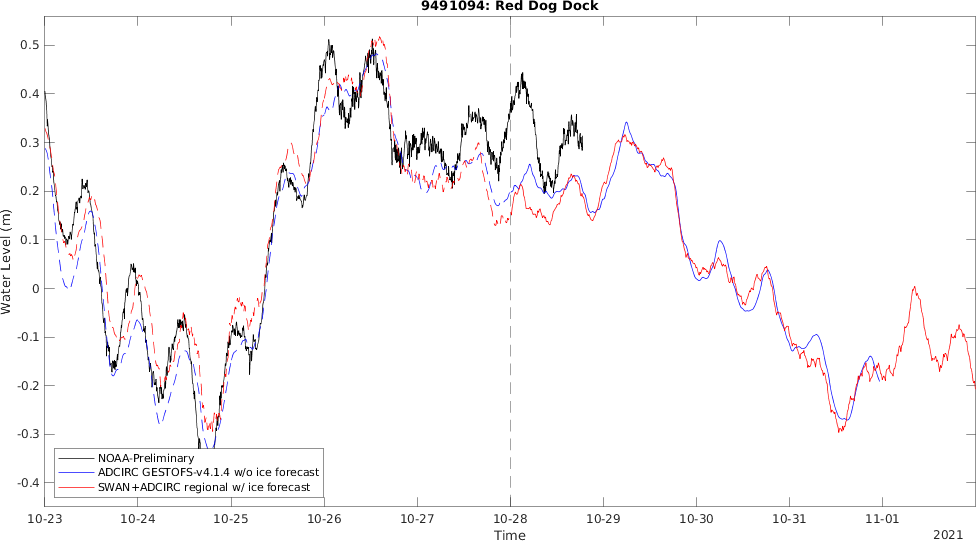 9491094: Red Dog Dock
0.5
0.4
0.3
0.2
0.1
0
-0.1
-0.2
-0.3
-0.4
Water Level (m)
NOAA-Preliminary
ADCIRC GESTOFS-v4.1.4 w/o ice forecast
SWAN+ADCIRC regional w/ ice forecast
10-23 10-24 10-25 10-26 10-27 10-28 10-29 10-30 10-31 11-01
Time
2021